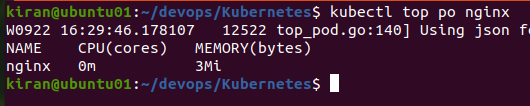 kiran@ubuntu01:~/devops/Kubernetes$ kubectl top po nginx
W0922 16:29:46.178107   12522 top_pod.go:140] Using json
NAME    CPU(cores)   MEMORY(bytes)
nginx   0m           3Mi
kiran@ubuntu01:~/devops/Kubernetes$